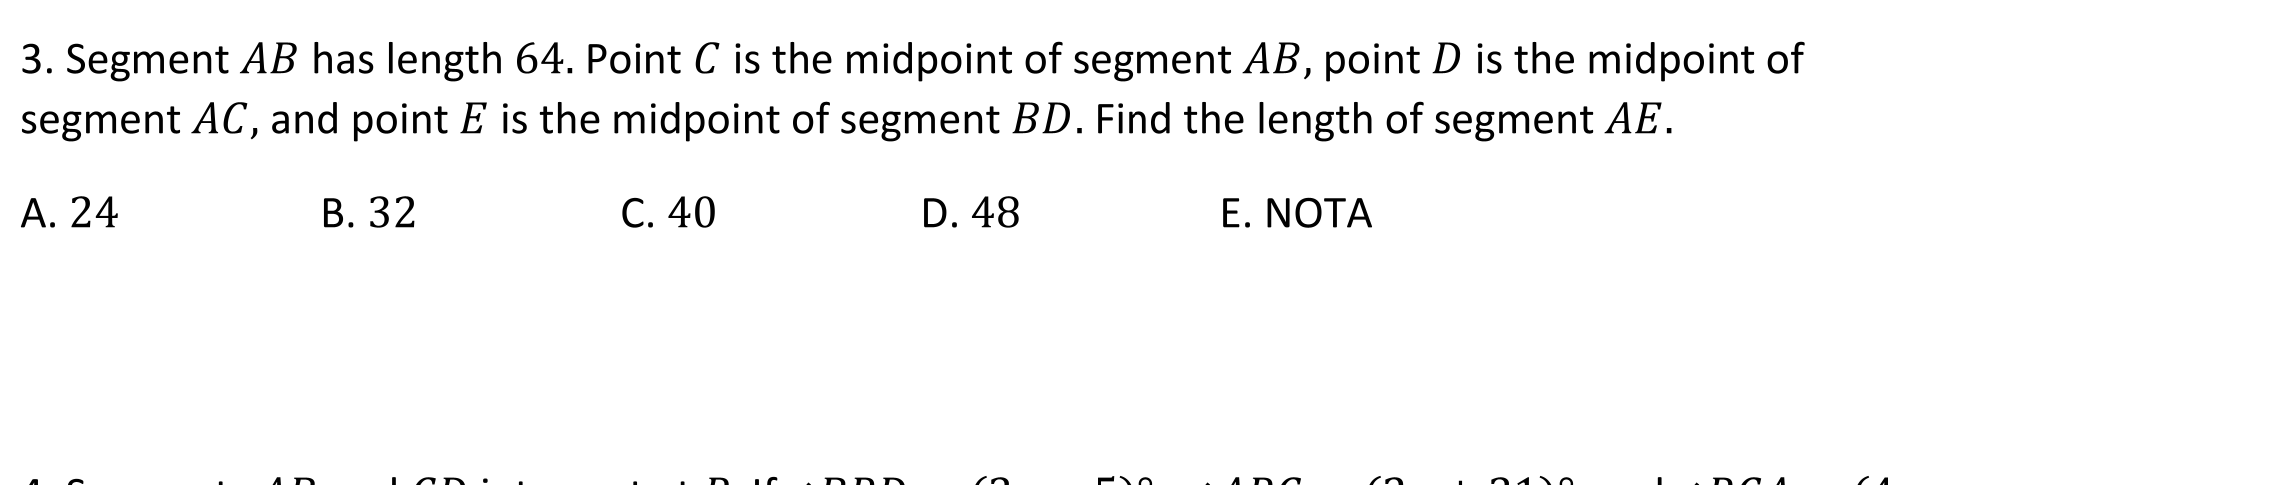 3. Segment AB has length 64. Point C is the midpoint of segment AB, point D is the midpoint of
segment AC, and point E is the midpoint of segment BD. Find the length of segment AE.
A. 24 B. 32 C. 40 D. 48 E. NOTA